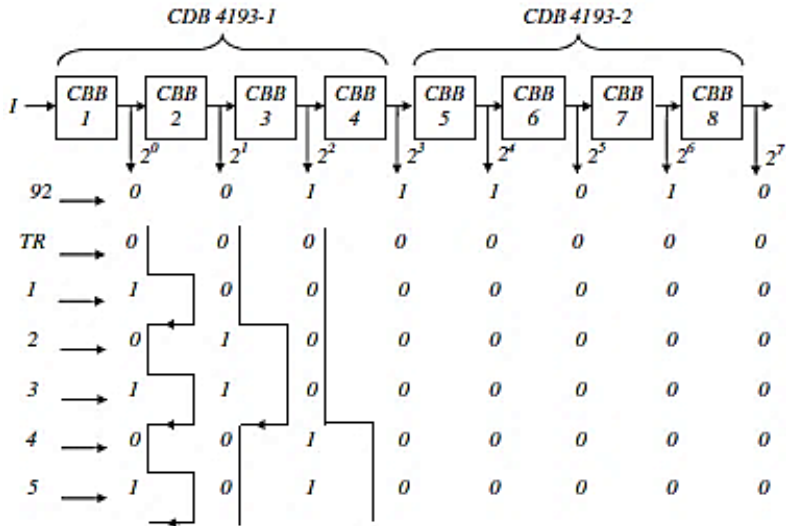 CDB 4193-1 CDB 4193-2
I CBB 1 CBB 2 CBB 3 CBB 4 CBB 5 CBB 6 CBB 7 CBB 8
2⁰ 2¹ 2² 2³ 2⁴ 2⁵ 2⁶ 2⁷
92 0 0 1 1 1 0 1 0
TR 0 0 0 0 0 0 0 0
1 1 0 0 0 0 0 0 0
2 0 1 0 0 0 0 0 0
3 1 1 0 0 0 0 0 0
4 0 0 1 0 0 0 0 0
5 1 0 1 0 0 0 0 0